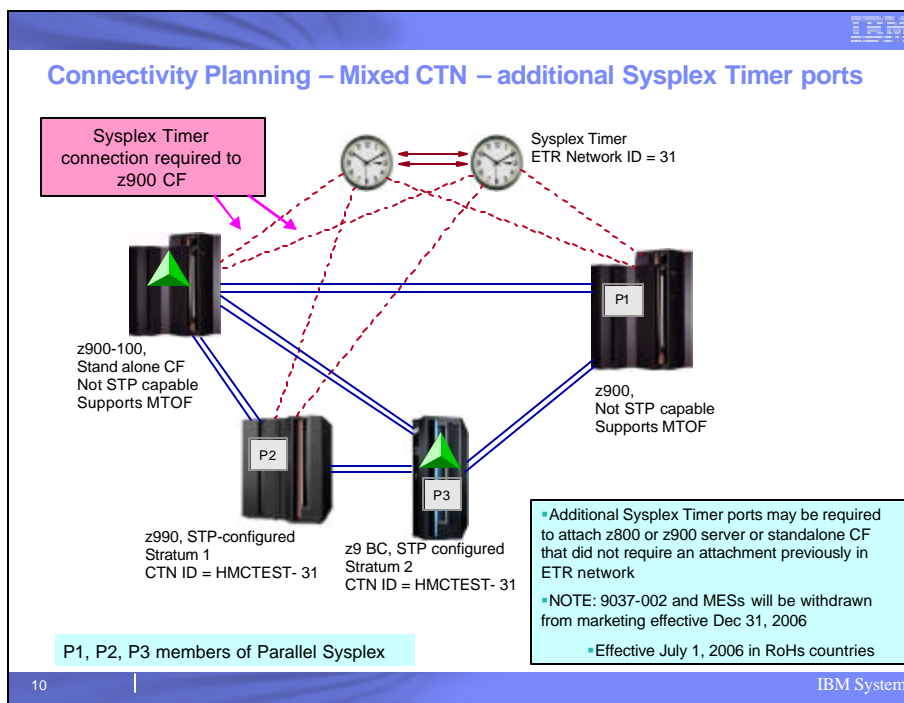 IBM
Connectivity Planning – Mixed CTN – additional Sysplex Timer ports
Sysplex Timer
connection required to
z900 CF
Sysplex Timer
ETR Network ID = 31
P1
z900-100,
Stand alone CF
Not STP capable
Supports MTOF
z900,
Not STP capable
Supports MTOF
P2
P3
z990, STP-configured
Stratum 1
CTN ID = HMCTEST- 31
z9 BC, STP configured
Stratum 2
CTN ID = HMCTEST- 31
▪Additional Sysplex Timer ports may be required
to attach z800 or z900 server or standalone CF
that did not require an attachment previously in
ETR network
▪NOTE: 9037-002 and MESs will be withdrawn
from marketing effective Dec 31, 2006
▪Effective July 1, 2006 in RoHs countries
P1, P2, P3 members of Parallel Sysplex
10
IBM System